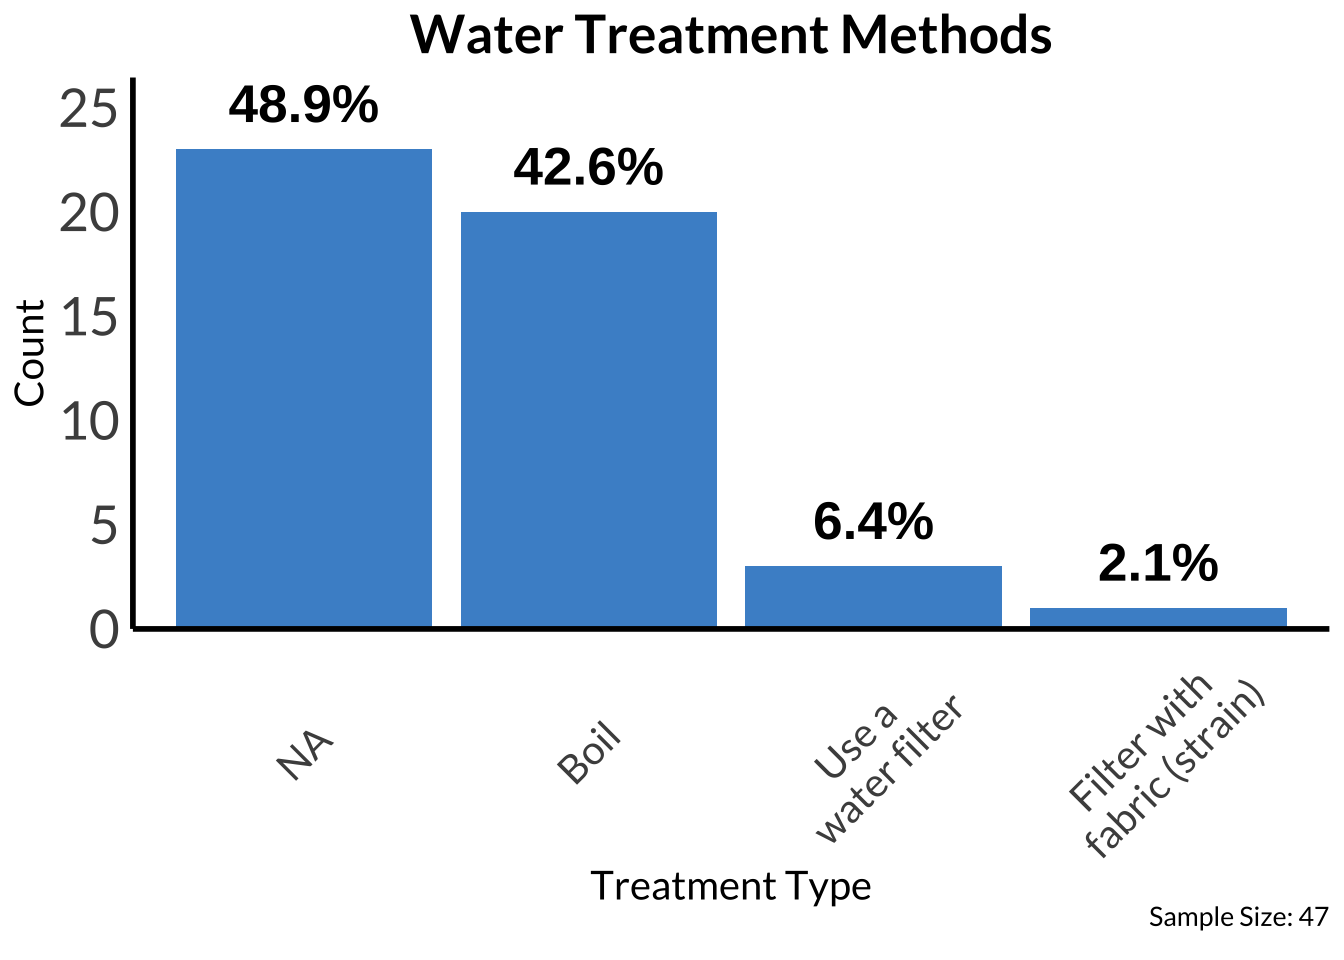 Water Treatment Methods
25
20
15
10
5
0
Count
48.9%
42.6%
6.4%
2.1%
NA
Boil
Use a
water filter
Filter with
fabric (strain)
Treatment Type
Sample Size: 47